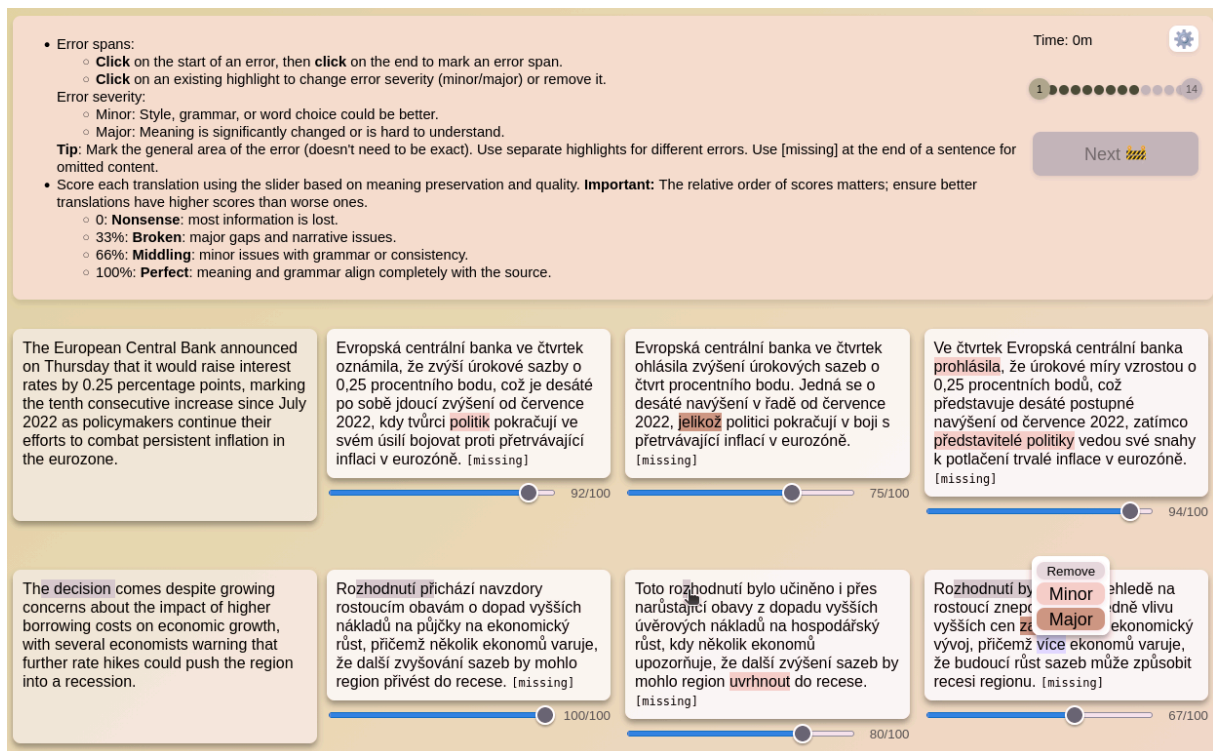 Error spans:
Click on the start of an error, then click on the end to mark an error span.
Click on an existing highlight to change error severity (minor/major) or remove it.
Error severity:
Minor: Style, grammar, or word choice could be better.
Major: Meaning is significantly changed or is hard to understand.
Tip: Mark the general area of the error (doesn't need to be exact). Use separate highlights for different errors. Use [missing] at the end of a sentence for
omitted content.
Score each translation using the slider based on meaning preservation and quality. Important: The relative order of scores matters; ensure better
translations have higher scores than worse ones.
0: Nonsense: most information is lost.
33%: Broken: major gaps and narrative issues.
66%: Middling: minor issues with grammar or consistency.
100%: Perfect: meaning and grammar align completely with the source.
Time: 0m
1
14
Next
The European Central Bank announced
on Thursday that it would raise interest
rates by 0.25 percentage points, marking
the tenth consecutive increase since July
2022 as policymakers continue their
efforts to combat persistent inflation in
the eurozone.
Evropská centrální banka ve čtvrtek
oznámila, že zvýší úrokové sazby o
0,25 procentního bodu, což je desáté
po sobě jdoucí zvýšení od července
2022, kdy tvůrci politik pokračují ve
svém úsilí bojovat proti přetrvávající
inflaci v eurozóně. [missing]
92/100
Evropská centrální banka ve čtvrtek
ohlásila zvýšení úrokových sazeb o
čtvrt procentního bodu. Jedná se o
desáté navýšení v řadě od července
2022, jelikož politici pokračují v boji s
přetrvávající inflací v eurozóně.
[missing]
75/100
Ve čtvrtek Evropská centrální banka
prohlásila, že úrokové míry vzrostou o
0,25 procentních bodů, což
představuje desáté postupné
navýšení od července 2022, zatímco
představitelé politiky vedou své snahy
k potlačení trvalé inflace v eurozóně.
[missing]
94/100
The decision comes despite growing
concerns about the impact of higher
borrowing costs on economic growth,
with several economists warning that
further rate hikes could push the region
into a recession.
Rozhodnutí přichází navzdory
rostoucím obavám o dopad vyšších
nákladů na půjčky na ekonomický
růst, přičemž několik ekonomů varuje,
že další zvyšování sazeb by mohlo
region přivést do recese. [missing]
100/100
Toto rozhodnutí bylo učiněno i přes
narůstající obavy z dopadu vyšších
úvěrových nákladů na hospodářský
růst, kdy několik ekonomů
upozorňuje, že další zvýšení sazeb by
mohlo region uvrhnout do recese.
[missing]
80/100
Remove
Minor
Major
Rozhodnutí
rostoucí
vyšších cen ekonomický
vývoj, přičemž více ekonomů varuje,
že budoucí růst sazeb může způsobit
recesi regionu. [missing]
67/100